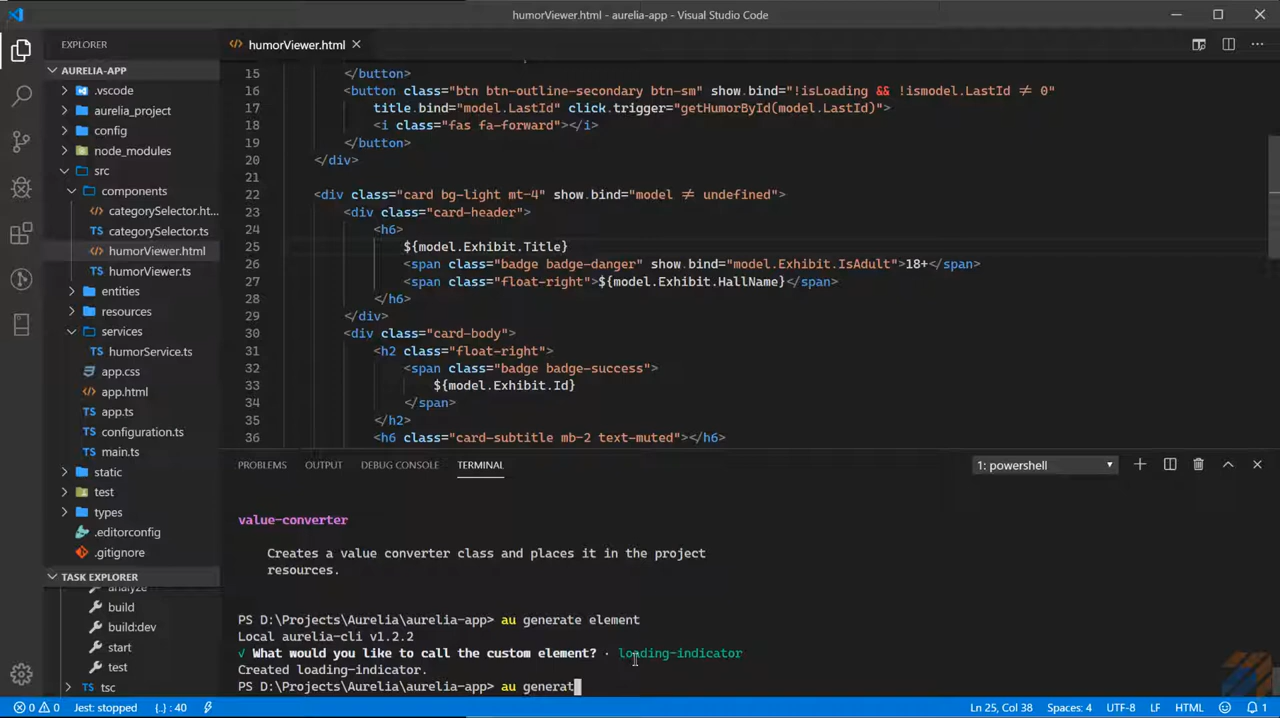 humorViewer.html - aurelia-app - Visual Studio Code
EXPLORER
humorViewer.html
AURELIA-APP
.vscode
aurelia_project
config
node_modules
src
components
categorySelector.ht...
categorySelector.ts
humorViewer.html
humorViewer.ts
entities
resources
services
humorService.ts
app.css
app.html
app.ts
configuration.ts
main.ts
static
test
types
.editorconfig
.gitignore
TASK EXPLORER
analyze
build
build:dev
start
test
tsc
15 </button>
16 <button class="btn btn-outline-secondary btn-sm" show.bind="!isLoading && !ismodel.LastId ≠ 0"
17 title.bind="model.LastId" click.trigger="getHumorById(model.LastId)">
18 <i class="fas fa-forward"></i>
19 </button>
20 </div>
21
22 <div class="card bg-light mt-4" show.bind="model ≠ undefined">
23 <div class="card-header">
24 <h6>
25 ${model.Exhibit.Title}
26 <span class="badge badge-danger" show.bind="model.Exhibit.IsAdult">18+</span>
27 <span class="float-right">${model.Exhibit.HallName}</span>
28 </h6>
29 </div>
30 <div class="card-body">
31 <h2 class="float-right">
32 <span class="badge badge-success">
33 ${model.Exhibit.Id}
34 </span>
35 </h2>
36 <h6 class="card-subtitle mb-2 text-muted"></h6>
PROBLEMS OUTPUT DEBUG CONSOLE TERMINAL
1: powershell
value-converter
Creates a value converter class and places it in the project
resources.
PS D:\Projects\Aurelia\aurelia-app> au generate element
Local aurelia-cli v1.2.2
√ What would you like to call the custom element? · loading-indicator
Created loading-indicator.
PS D:\Projects\Aurelia\aurelia-app> au generat
0 0 Jest: stopped {..} : 40
Ln 25, Col 38 Spaces: 4 UTF-8 LF HTML 1